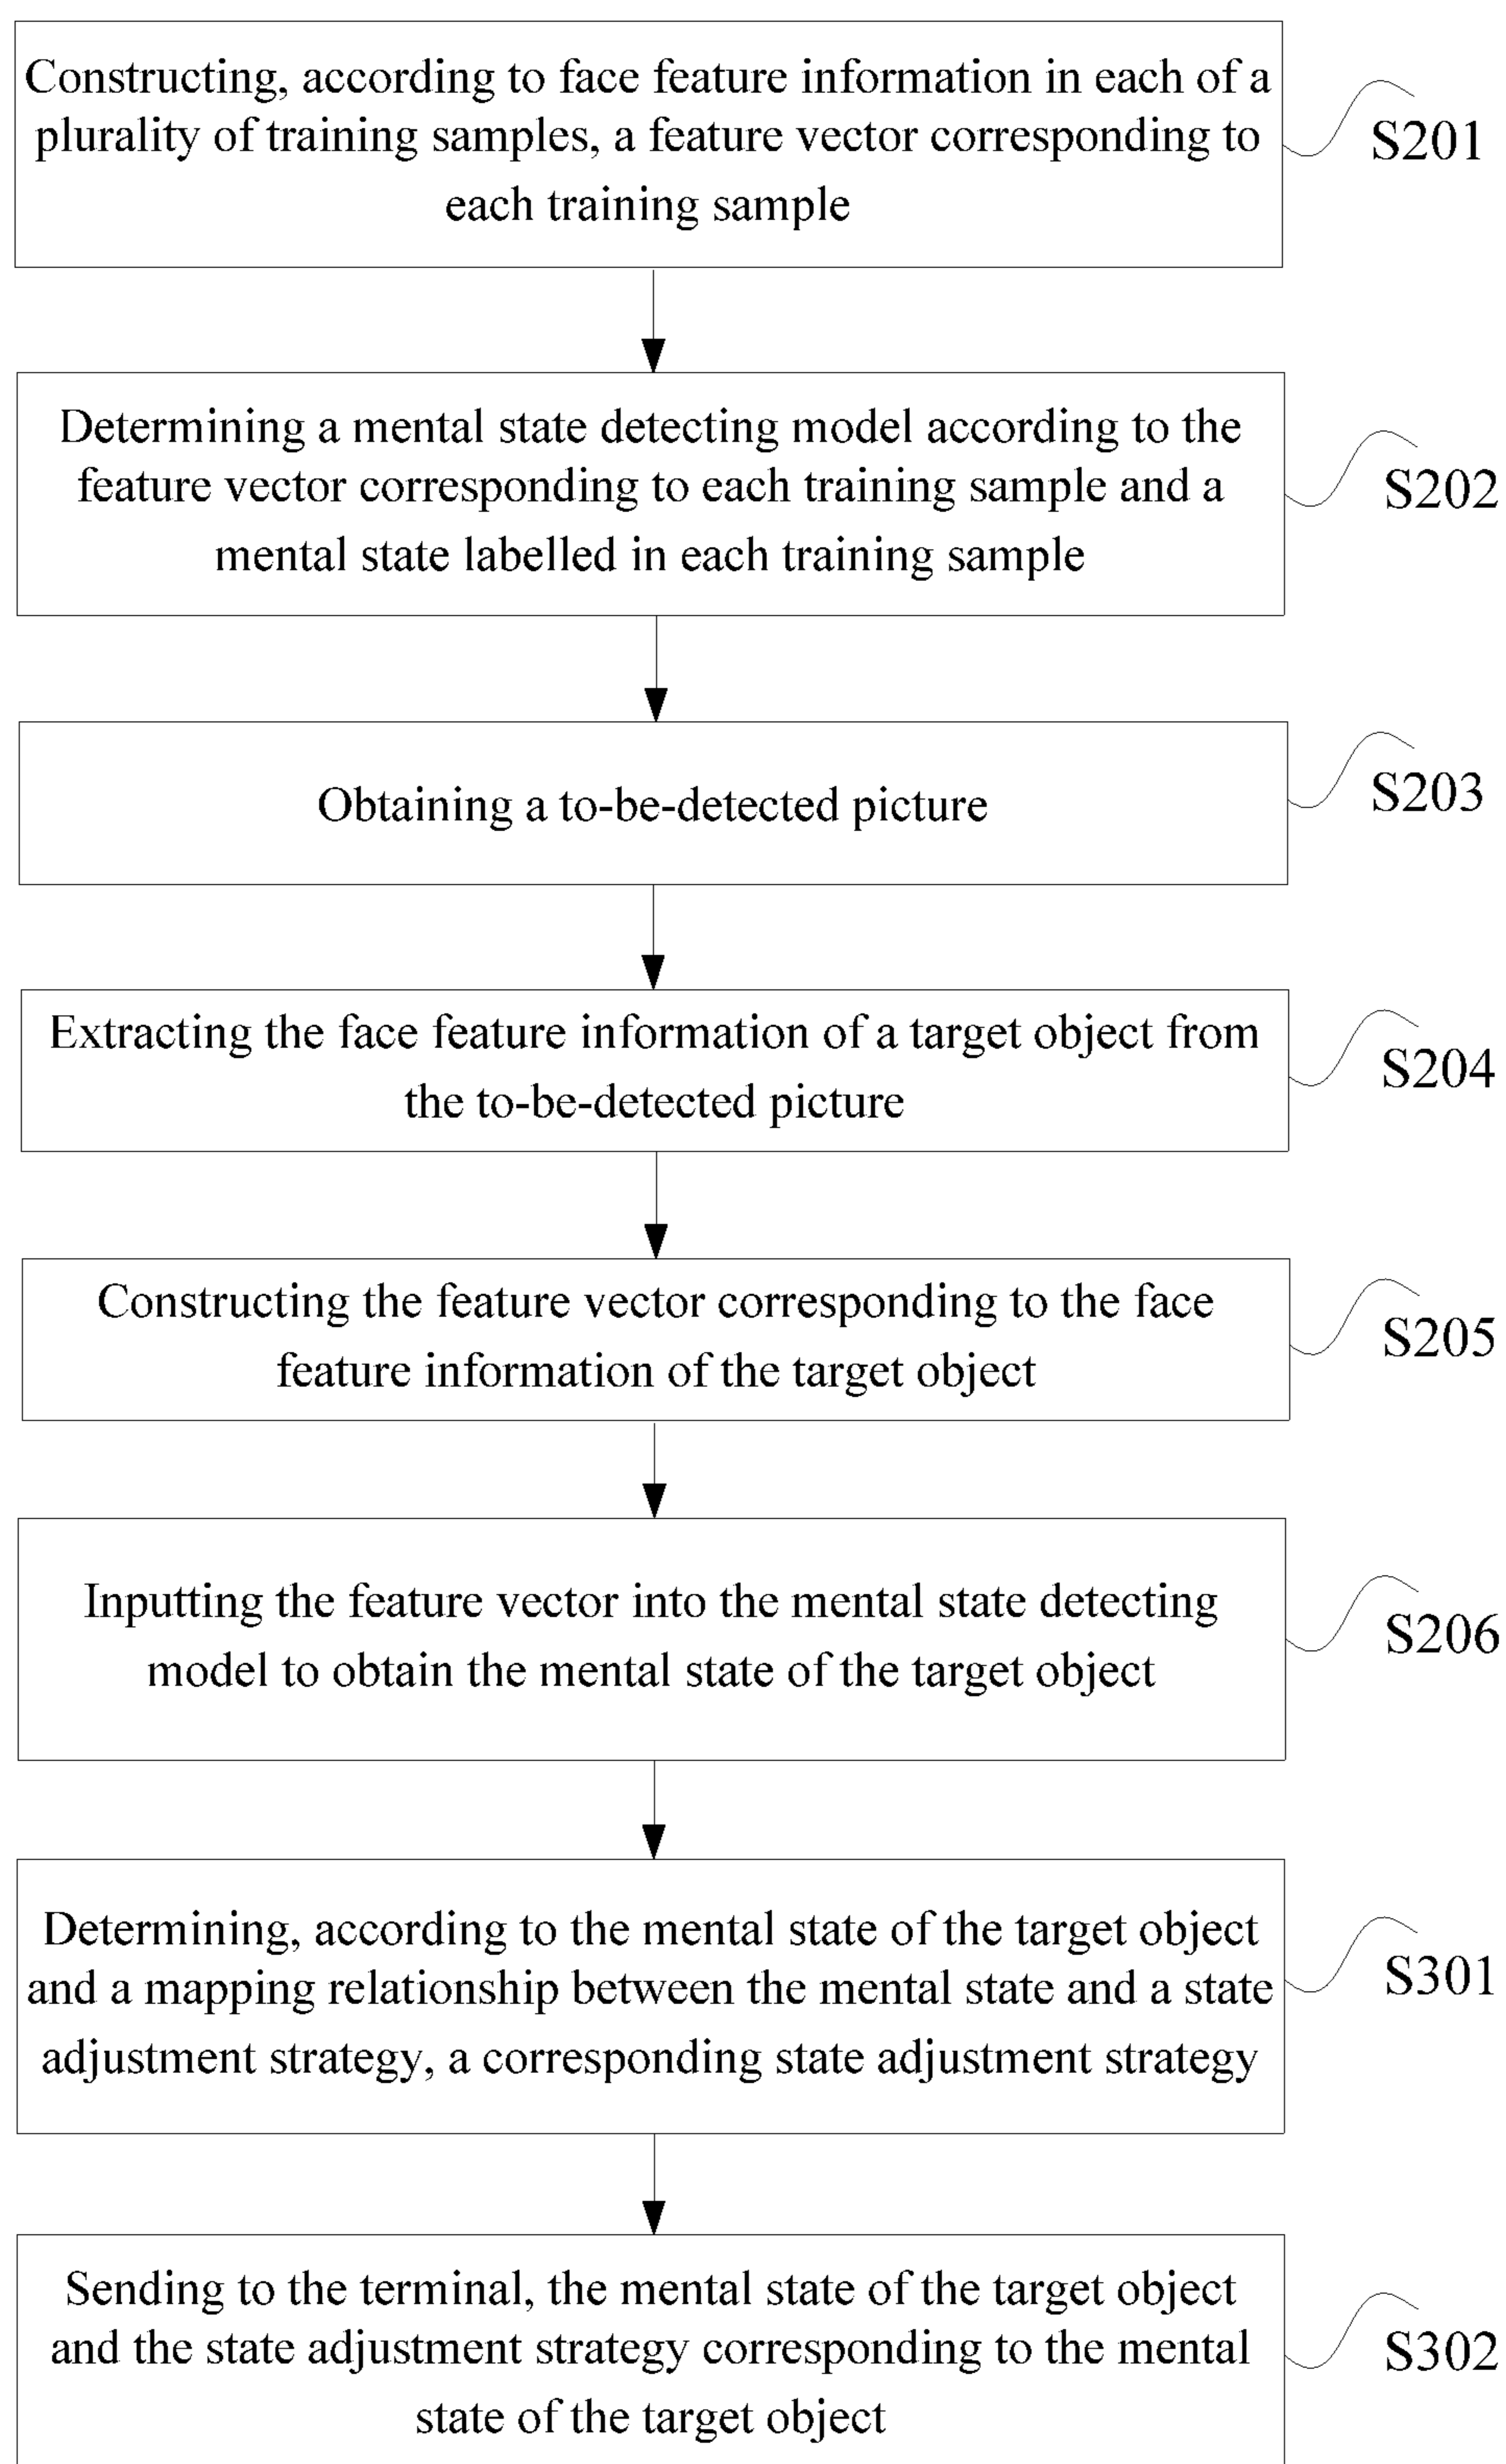 Constructing, according to face feature information in each of a
plurality of training samples, a feature vector corresponding to
each training sample
S201
Determining a mental state detecting model according to the
feature vector corresponding to each training sample and a
mental state labelled in each training sample
S202
Obtaining a to-be-detected picture
S203
Extracting the face feature information of a target object from
the to-be-detected picture
S204
Constructing the feature vector corresponding to the face
feature information of the target object
S205
Inputting the feature vector into the mental state detecting
model to obtain the mental state of the target object
S206
Determining, according to the mental state of the target object
and a mapping relationship between the mental state and a state
adjustment strategy, a corresponding state adjustment strategy
S301
Sending to the terminal, the mental state of the target object
and the state adjustment strategy corresponding to the mental
state of the target object
S302